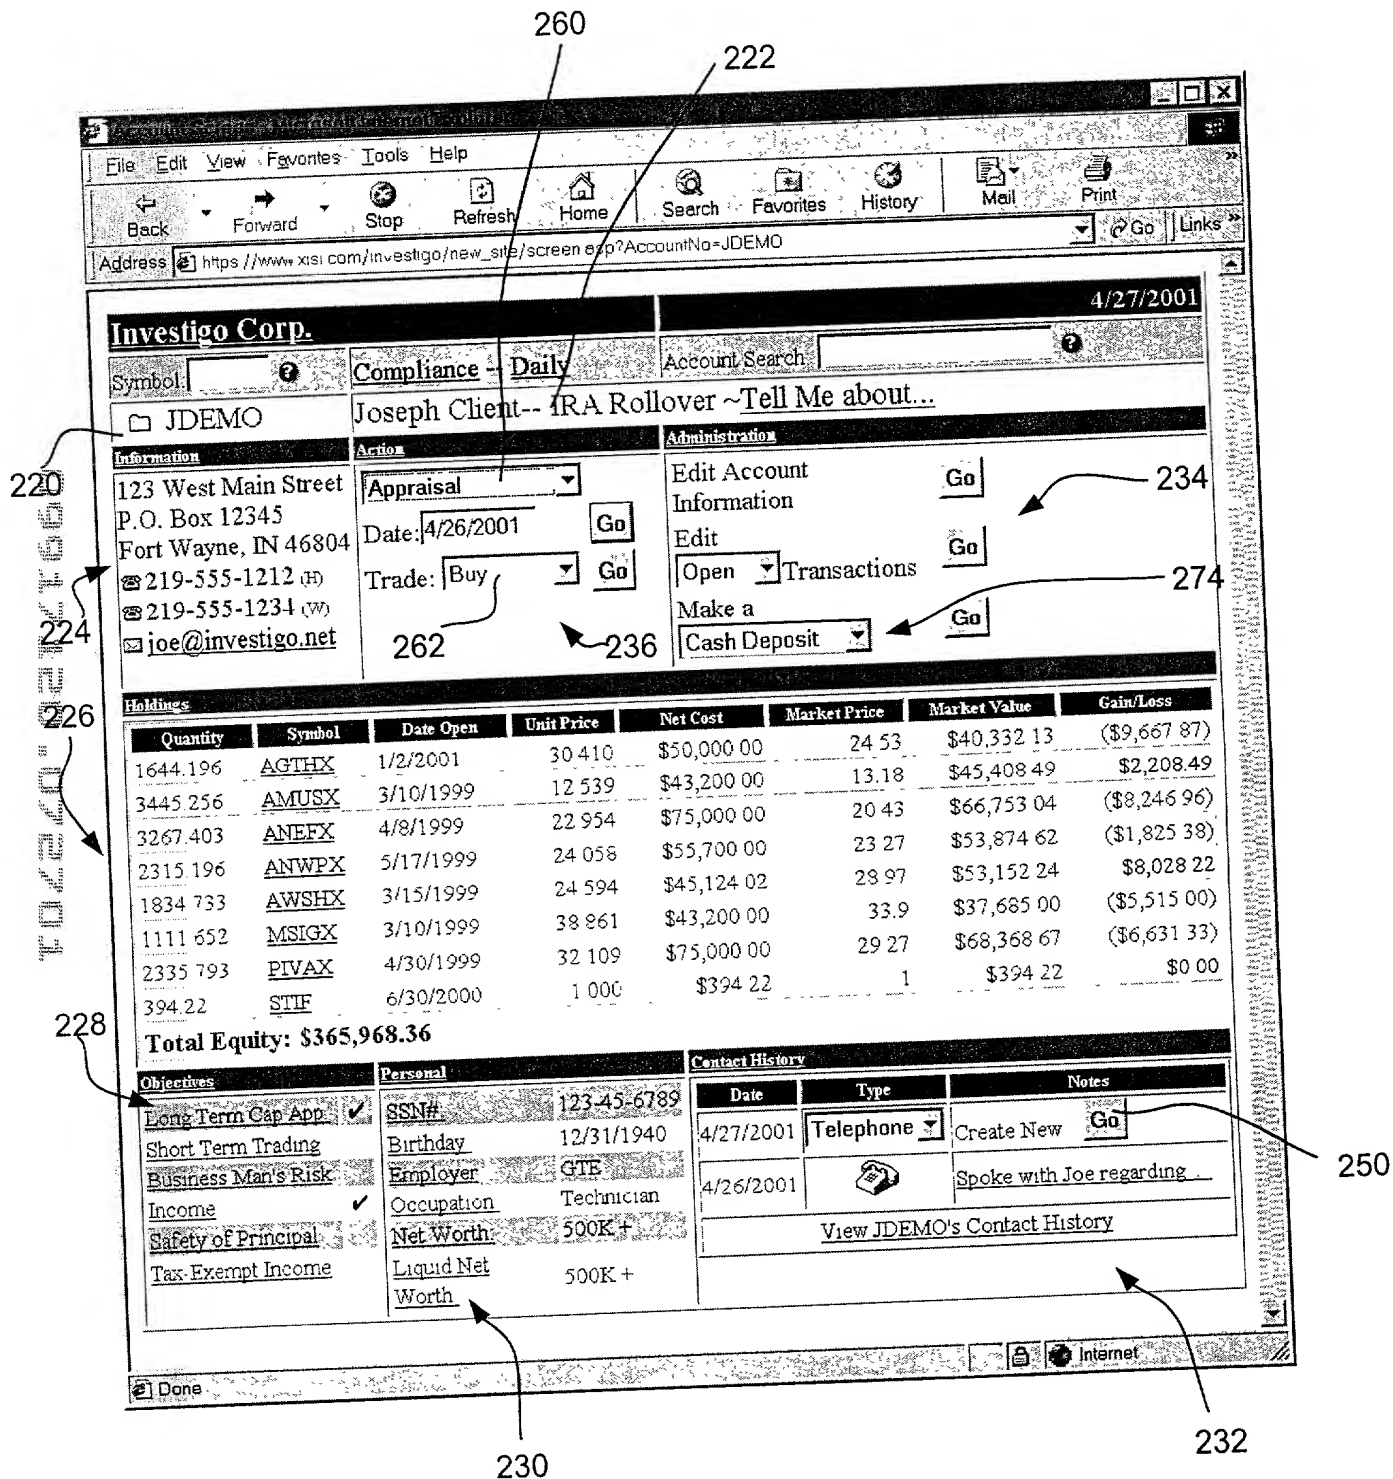 260
222
File Edit View Favorites Tools Help
Back Forward Stop Refresh Home Search Favorites History Mail Print
Address https //www xisi com/investigo/new_site/screen asp?AccountNo=JDEMO Go Links
Investigo Corp. 4/27/2001
Symbol: Compliance -- Daily Account Search
JDEMO Joseph Client-- IRA Rollover ~Tell Me about...
Information Action Administration
220
123 West Main Street Appraisal Edit Account Go 234
P.O. Box 12345 Date: 4/26/2001 Go Information
Fort Wayne, IN 46804 Edit Go
219-555-1212 (H) Trade: Buy Go Open Transactions 274
219-555-1234 (W) Make a Go
224 joe@investigo.net 262 236 Cash Deposit
226 Holdings
Quantity Symbol Date Open Unit Price Net Cost Market Price Market Value Gain/Loss
1644.196 AGTHX 1/2/2001 30 410 $50,000 00 24 53 $40,332 13 ($9,667 87)
3445.256 AMUSX 3/10/1999 12 539 $43,200 00 13.18 $45,408 49 $2,208.49
3267.403 ANEFX 4/8/1999 22 954 $75,000 00 20 43 $66,753 04 ($8,246 96)
2315.196 ANWPX 5/17/1999 24 058 $55,700 00 23 27 $53,874 62 ($1,825 38)
1834 733 AWSHX 3/15/1999 24 594 $45,124 02 28 97 $53,152 24 $8,028 22
1111 652 MSIGX 3/10/1999 38 861 $43,200 00 33.9 $37,685 00 ($5,515 00)
2335 793 PIVAX 4/30/1999 32 109 $75,000 00 29 27 $68,368 67 ($6,631 33)
394.22 STIF 6/30/2000 1 000 $394 22 1 $394 22 $0 00
228 Total Equity: $365,968.36
Objectives Personal Contact History
Date Type Notes
Long Term Cap App. ✓ SSN# 123-45-6789 4/27/2001 Telephone Create New Go
Short Term Trading Birthday 12/31/1940
250
Business Man's Risk Employer GTE 4/26/2001 Spoke with Joe regarding . .
Income ✓ Occupation Technician
Safety of Principal Net Worth 500K + View JDEMO's Contact History
Tax-Exempt Income Liquid Net Worth 500K +
Done Internet
230
232